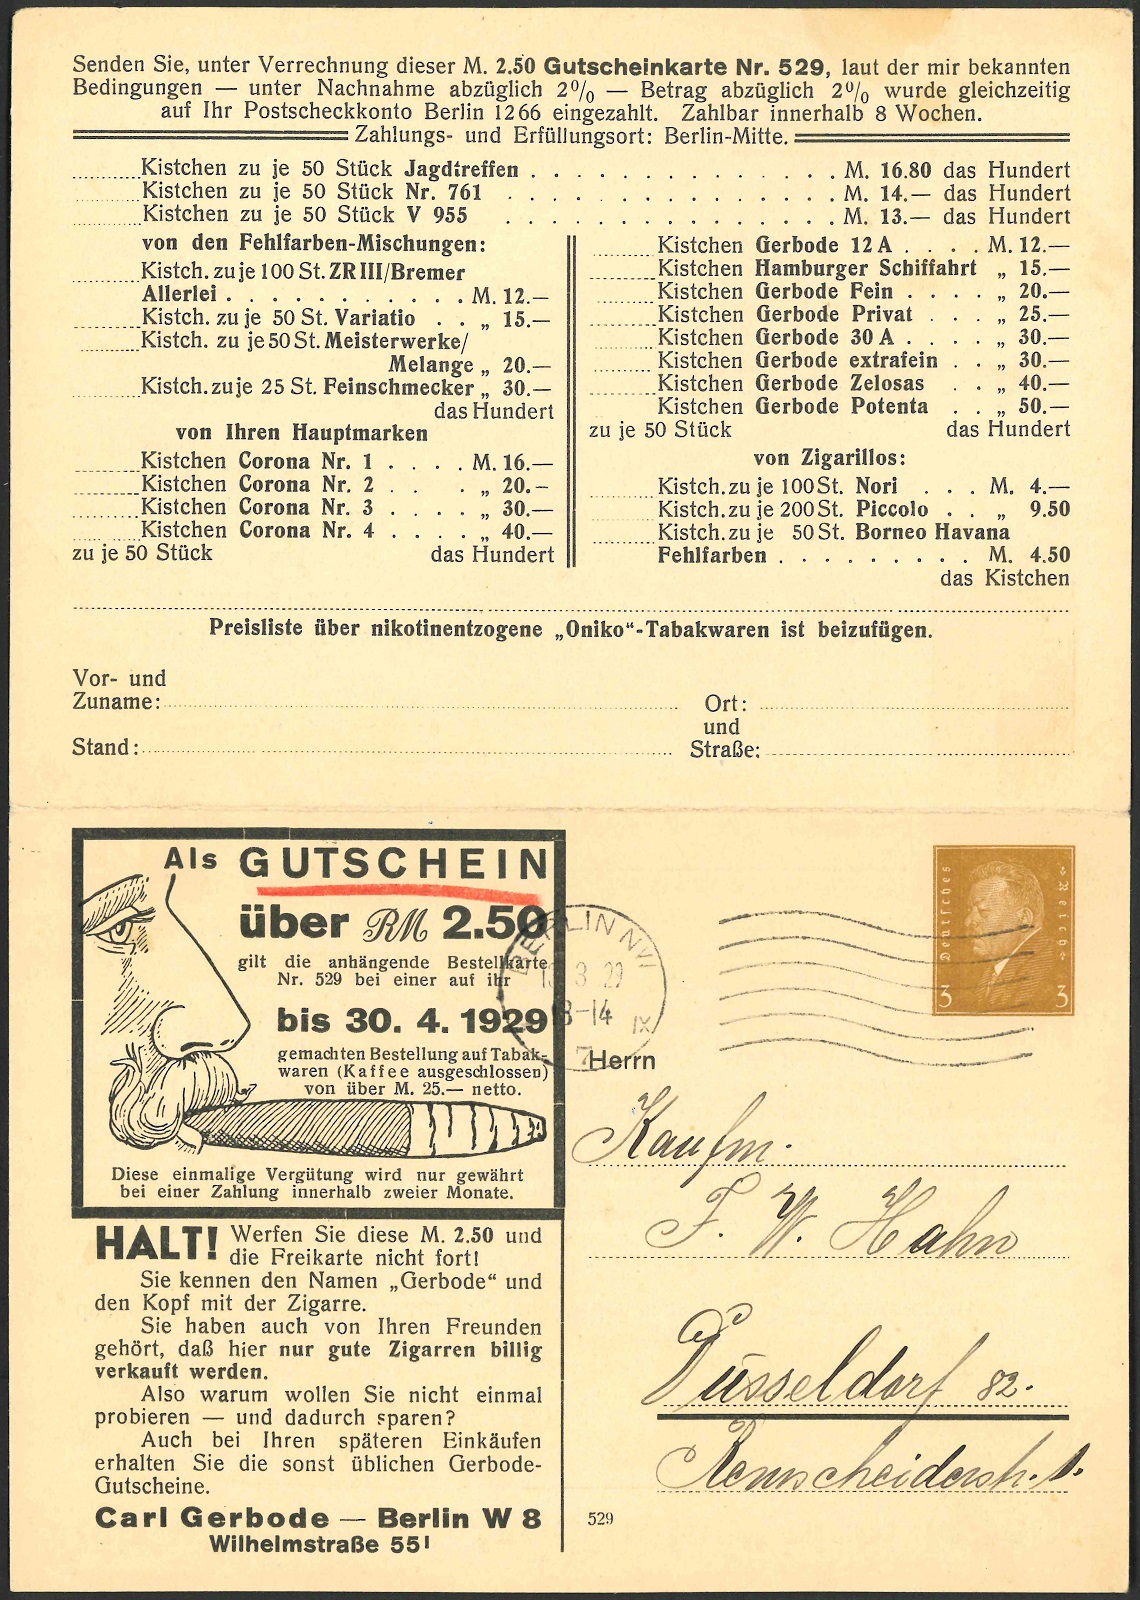 Senden Sie, unter Verrechnung dieser M. 2.50 Gutscheinkarte Nr. 529, laut der mir bekannten
Bedingungen — unter Nachnahme abzüglich 2% — Betrag abzüglich 2% wurde gleichzeitig
auf Ihr Postscheckkonto Berlin 1266 eingezahlt. Zahlbar innerhalb 8 Wochen.
Zahlungs- und Erfüllungsort: Berlin-Mitte.
Kistchen zu je 50 Stück Jagdtreffen . . . . . . . . . . . . . . M. 16.80 das Hundert
Kistchen zu je 50 Stück Nr. 761 . . . . . . . . . . . . . . . M. 14.— das Hundert
Kistchen zu je 50 Stück V 955 . . . . . . . . . . . . . . . M. 13.— das Hundert
von den Fehlfarben-Mischungen:
Kistch. zu je 100 St. ZR III/Bremer
Allerlei . . . . . . . . . . . M. 12.—
Kistch. zu je 50 St. Variatio . . „ 15.—
Kistch. zu je 50 St. Meisterwerke/
Melange „ 20.—
Kistch. zu je 25 St. Feinschmecker „ 30.—
das Hundert
von Ihren Hauptmarken
Kistchen Corona Nr. 1 . . . . M. 16.—
Kistchen Corona Nr. 2 . . . „ 20.-
Kistchen Corona Nr. 3 . . . . „ 30.—
Kistchen Corona Nr. 4 . . . . „ 40.—
zu je 50 Stück das Hundert
Kistchen Gerbode 12 A . . . . M. 12.—
Kistchen Hamburger Schiffahrt „ 15.—
Kistchen Gerbode Fein . . . . „ 20.—
Kistchen Gerbode Privat . . . „ 25.—
Kistchen Gerbode 30 A . . . . „ 30.—
Kistchen Gerbode extrafein . . „ 30.—
Kistchen Gerbode Zelosas . . „ 40.—
Kistchen Gerbode Potenta . . „ 50.—
zu je 50 Stück das Hundert
von Zigarillos:
Kistch. zu je 100 St. Nori . . . M. 4.—
Kistch. zu je 200 St. Piccolo . . „ 9.50
Kistch. zu je 50 St. Borneo Havana
Fehlfarben . . . . . . . . . M. 4.50
das Kistchen
Preisliste über nikotinentzogene „Oniko“-Tabakwaren ist beizufügen.
Vor- und
Zuname:
Stand:
Ort:
und
Straße:
Als GUTSCHEIN
über RM 2.50
gilt die anhängende Bestellkarte
Nr. 529 bei einer auf ihr
bis 30. 4. 1929
gemachten Bestellung auf Tabak-
waren (Kaffee ausgeschlossen)
von über M. 25.— netto.
Diese einmalige Vergütung wird nur gewährt
bei einer Zahlung innerhalb zweier Monate.
HALT! Werfen Sie diese M. 2.50 und
die Freikarte nicht fort!
Sie kennen den Namen „Gerbode“ und
den Kopf mit der Zigarre.
Sie haben auch von Ihren Freunden
gehört, daß hier nur gute Zigarren billig
verkauft werden.
Also warum wollen Sie nicht einmal
probieren — und dadurch sparen?
Auch bei Ihren späteren Einkäufen
erhalten Sie die sonst üblichen Gerbode-
Gutscheine.
Carl Gerbode — Berlin W 8
Wilhelmstraße 55 I
BERLIN NW
3 29
-14
IX
7
Deutsches Reich
3 3
Herrn
Kaufm.
F. W. Hahn
Düsseldorf 82.
Remscheiderstr. 1.
529